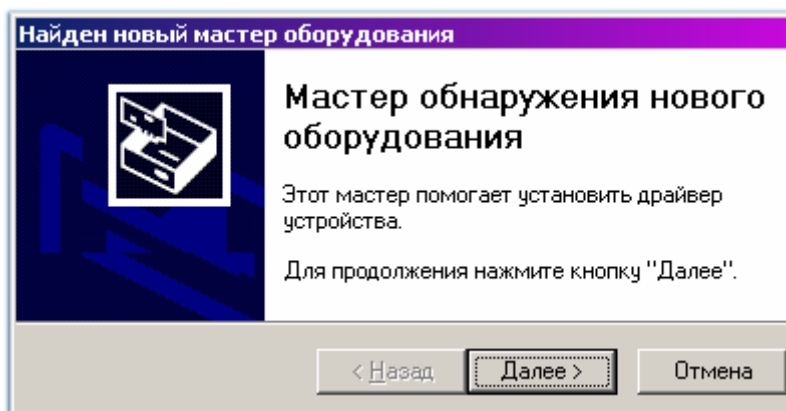 Найден новый мастер оборудования
Мастер обнаружения нового
оборудования
Этот мастер помогает установить драйвер
устройства.
Для продолжения нажмите кнопку "Далее".
< Назад
Далее >
Отмена